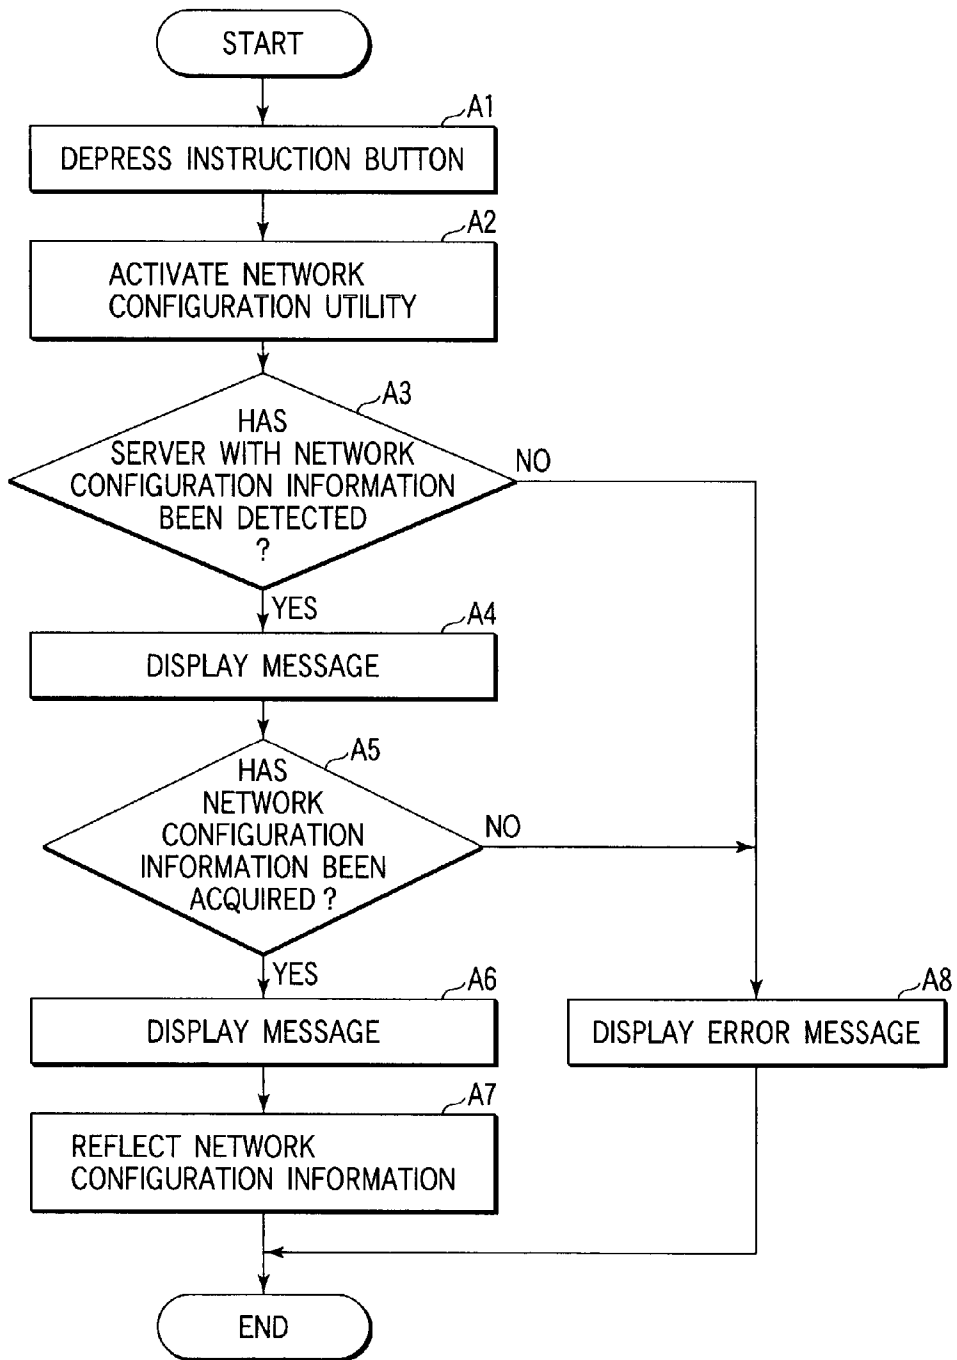 START
A1
DEPRESS INSTRUCTION BUTTON
A2
ACTIVATE NETWORK
CONFIGURATION UTILITY
A3
HAS
SERVER WITH NETWORK
CONFIGURATION INFORMATION
BEEN DETECTED
?
NO
YES
A4
DISPLAY MESSAGE
A5
HAS
NETWORK
CONFIGURATION
INFORMATION BEEN
ACQUIRED ?
NO
YES
A6
DISPLAY MESSAGE
A8
DISPLAY ERROR MESSAGE
A7
REFLECT NETWORK
CONFIGURATION INFORMATION
END